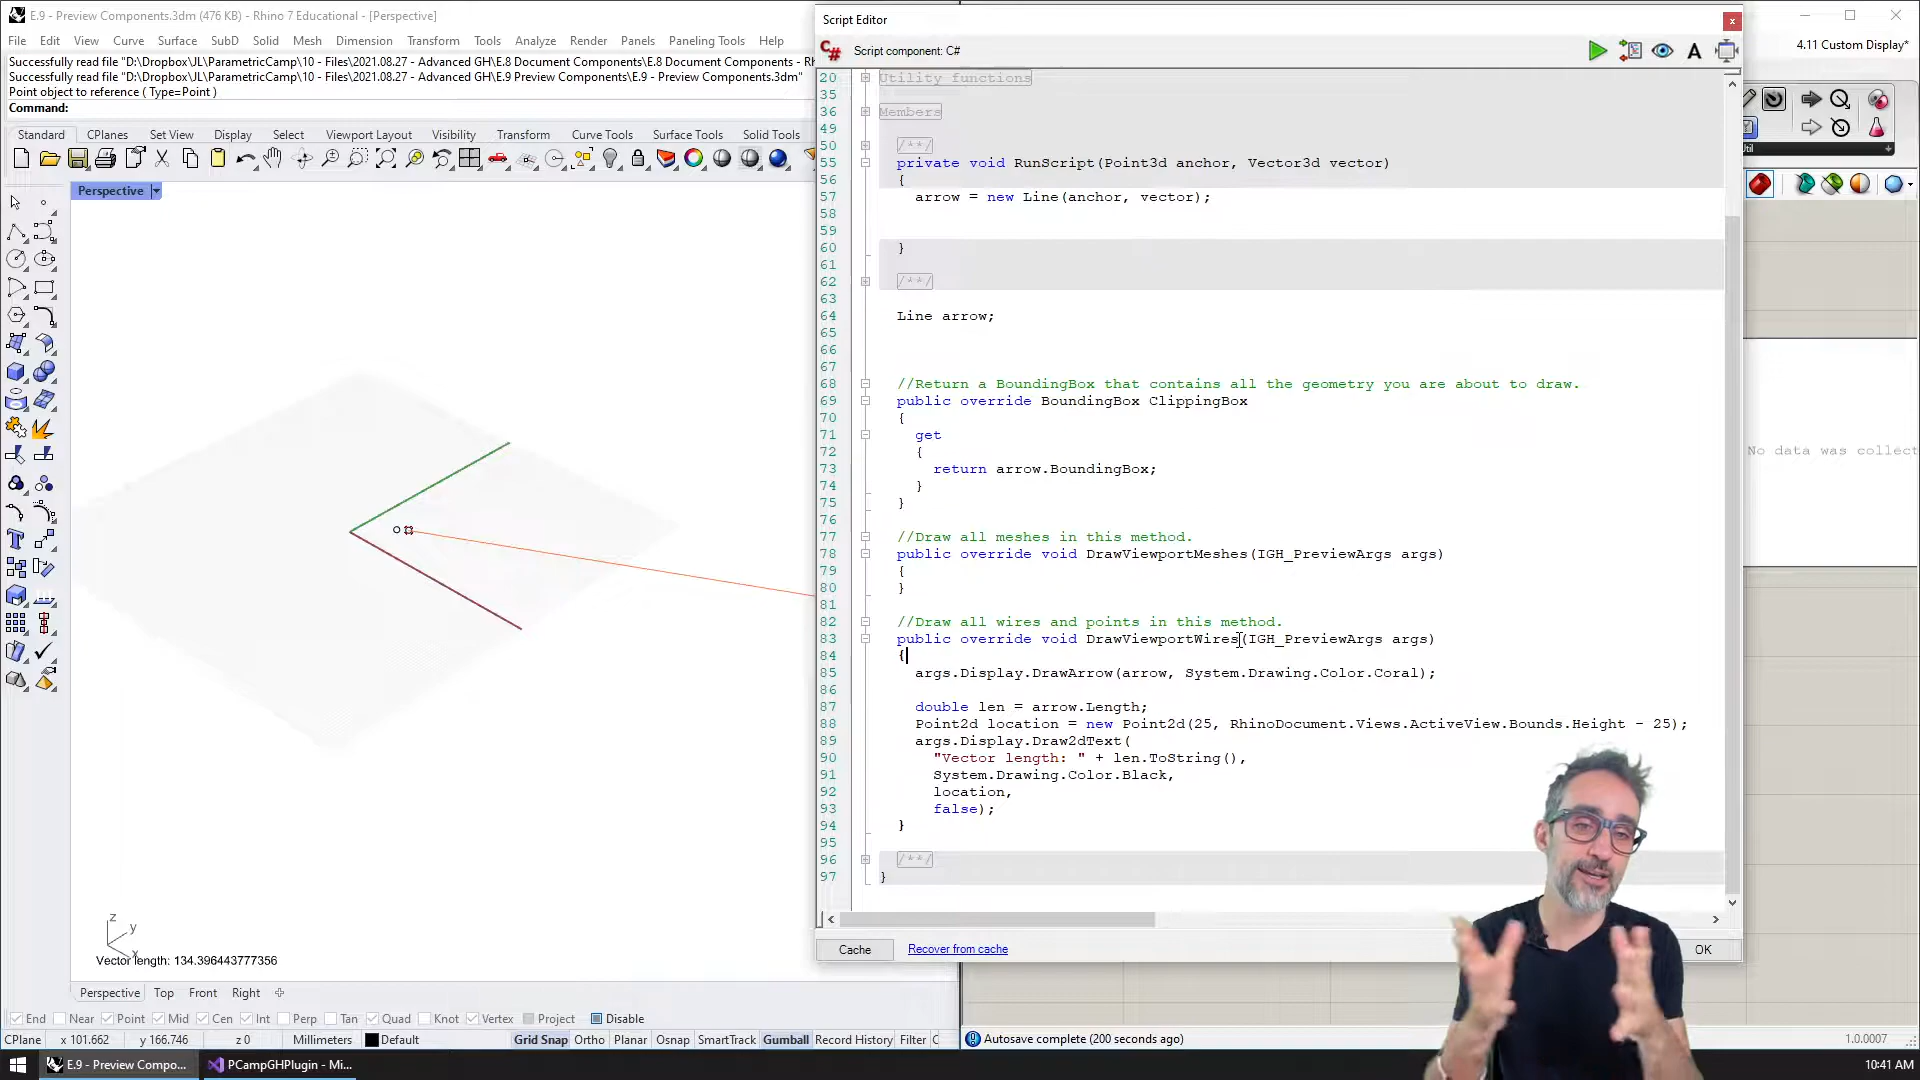 E.9 - Preview Components.3dm (476 KB) - Rhino 7 Educational - [Perspective]
File Edit View Curve Surface SubD Solid Mesh Dimension Transform Tools Analyze Render Panels Paneling Tools Help
Successfully read file "D:\Dropbox\JL\ParametricCamp\10 - Files\2021.08.27 - Advanced GH\E.8 Document Components\E.8 Document Components - R
Successfully read file "D:\Dropbox\JL\ParametricCamp\10 - Files\2021.08.27 - Advanced GH\E.9 Preview Components\E.9 - Preview Components.3dm"
Point object to reference ( Type=Point )
Command:
Standard CPlanes Set View Display Select Viewport Layout Visibility Transform Curve Tools Surface Tools Solid Tools
Perspective
z
y
x
Vector length: 134.396443777356
Perspective Top Front Right
End Near Point Mid Cen Int Perp Tan Quad Knot Vertex Project Disable
CPlane x 101.662 y 166.746 z 0 Millimeters Default Grid Snap Ortho Planar Osnap SmartTrack Gumball Record History Filter C
Script Editor
x
C# Script component: C#
A
20 Utility functions
35
36 Members
49
50 /**/
55 private void RunScript(Point3d anchor, Vector3d vector)
56 {
57 arrow = new Line(anchor, vector);
58
59
60 }
61
62 /**/
63
64 Line arrow;
65
66
67
68 //Return a BoundingBox that contains all the geometry you are about to draw.
69 public override BoundingBox ClippingBox
70 {
71 get
72 {
73 return arrow.BoundingBox;
74 }
75 }
76
77 //Draw all meshes in this method.
78 public override void DrawViewportMeshes(IGH_PreviewArgs args)
79 {
80 }
81
82 //Draw all wires and points in this method.
83 public override void DrawViewportWires(IGH_PreviewArgs args)
84 {
85 args.Display.DrawArrow(arrow, System.Drawing.Color.Coral);
86
87 double len = arrow.Length;
88 Point2d location = new Point2d(25, RhinoDocument.Views.ActiveView.Bounds.Height - 25);
89 args.Display.Draw2dText(
90 "Vector length: " + len.ToString(),
91 System.Drawing.Color.Black,
92 location,
93 false);
94 }
95
96 /**/
97 }
Cache Recover from cache OK
4.11 Custom Display*
No data was collect
Autosave complete (200 seconds ago)
1.0.0007
E.9 - Preview Compo... PCampGHPlugin - Mi...
10:41 AM